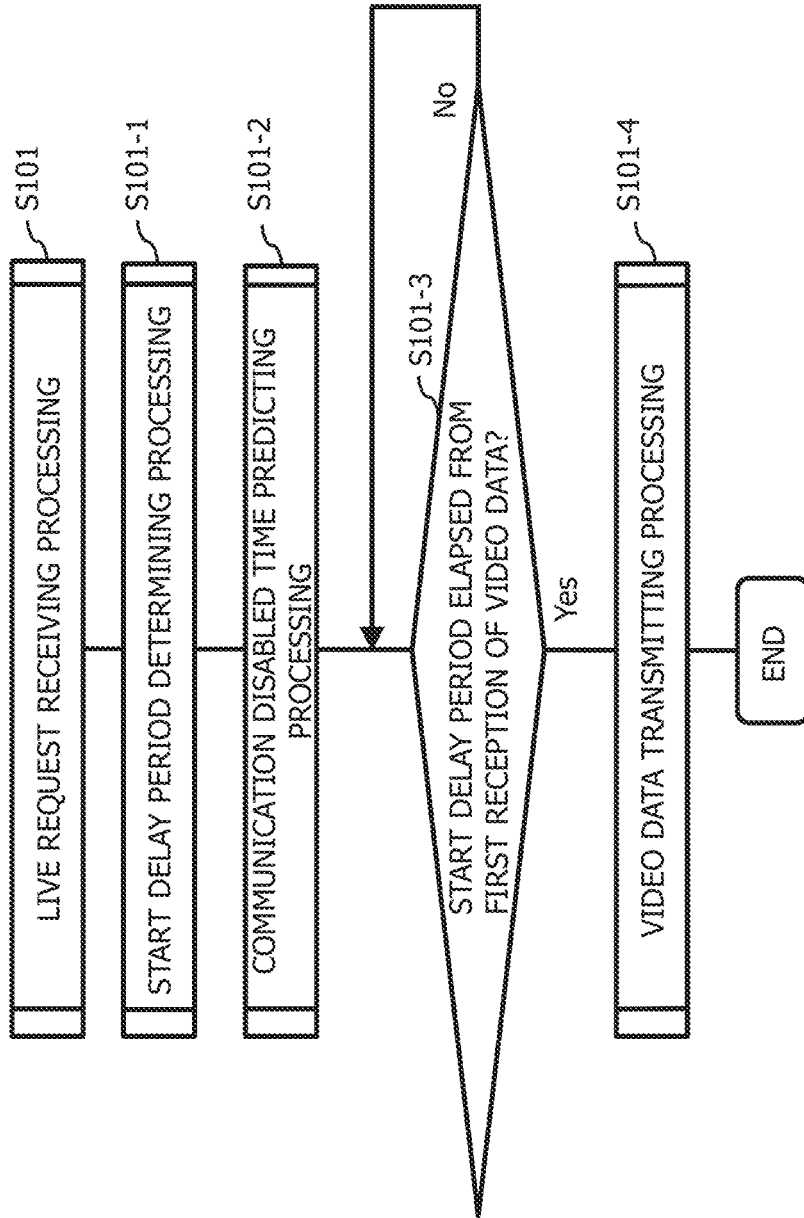 LIVE REQUEST RECEIVING PROCESSING
S101
START DELAY PERIOD DETERMINING PROCESSING
S101-1
COMMUNICATION DISABLED TIME PREDICTING
PROCESSING
S101-2
START DELAY PERIOD ELAPSED FROM
FIRST RECEPTION OF VIDEO DATA?
S101-3
No
Yes
VIDEO DATA TRANSMITTING PROCESSING
S101-4
END